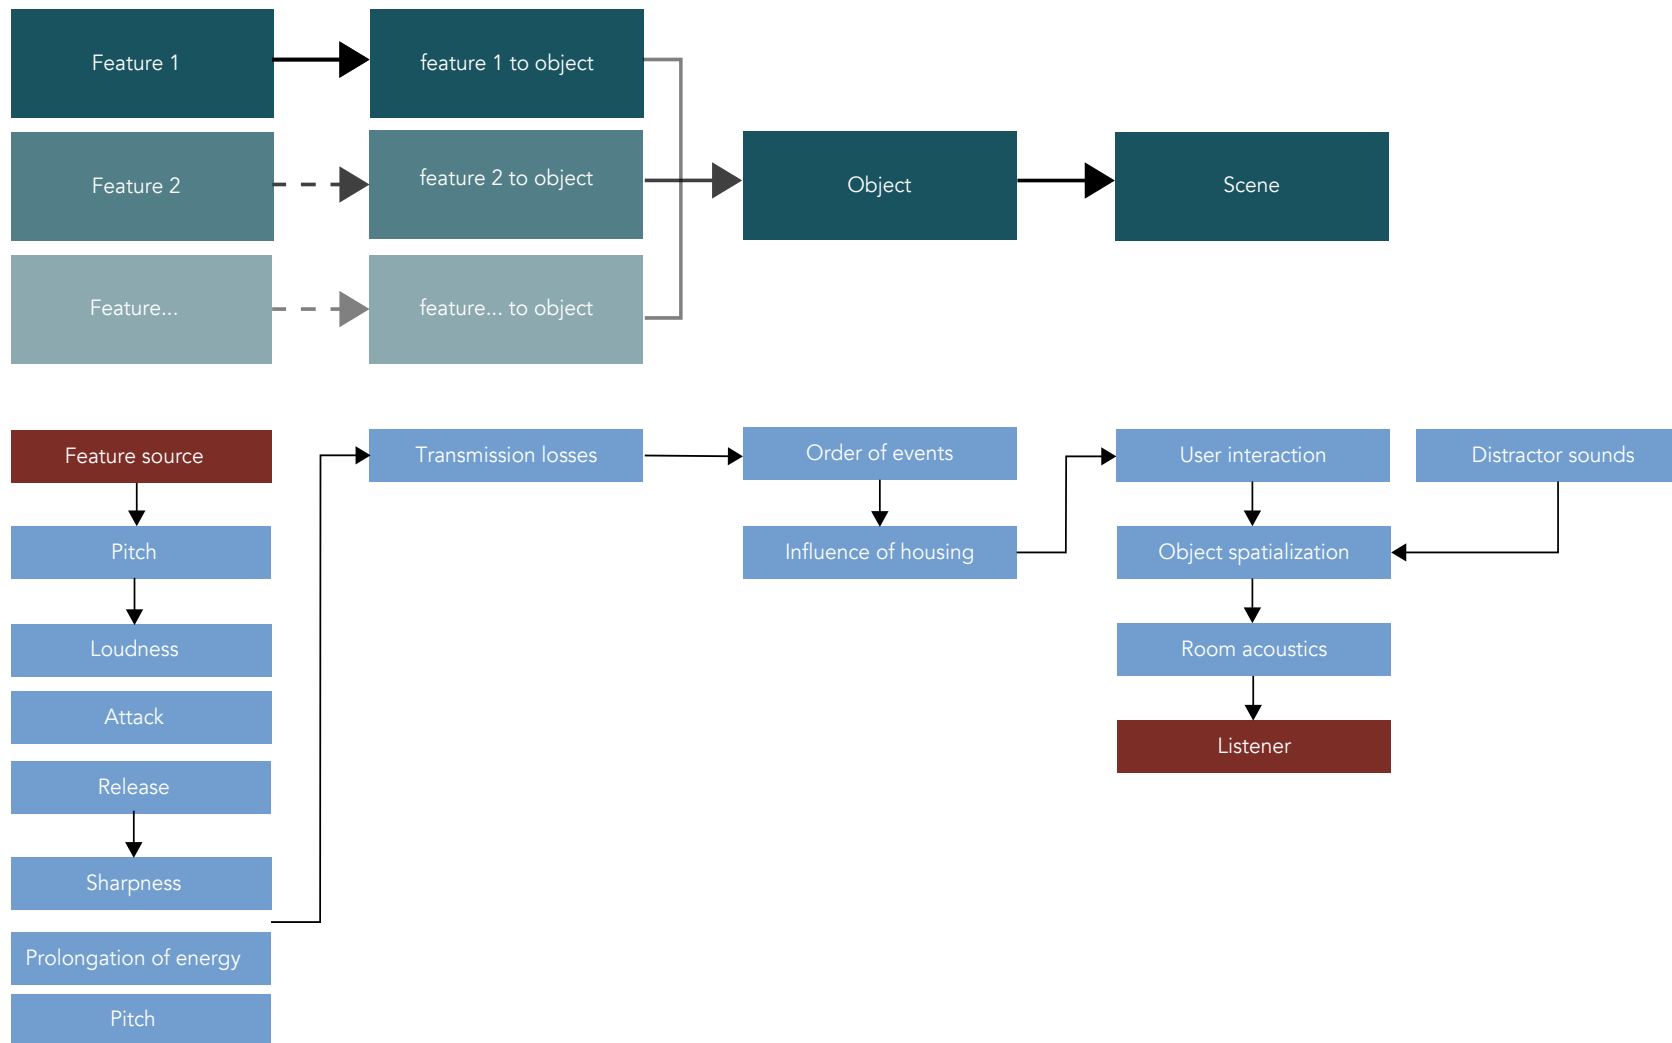 Feature 1
feature 1 to object
Feature 2
feature 2 to object
Object
Scene
Feature...
feature... to object
Feature source
Transmission losses
Order of events
User interaction
Distractor sounds
Pitch
Influence of housing
Object spatialization
Loudness
Room acoustics
Attack
Listener
Release
Sharpness
Prolongation of energy
Pitch